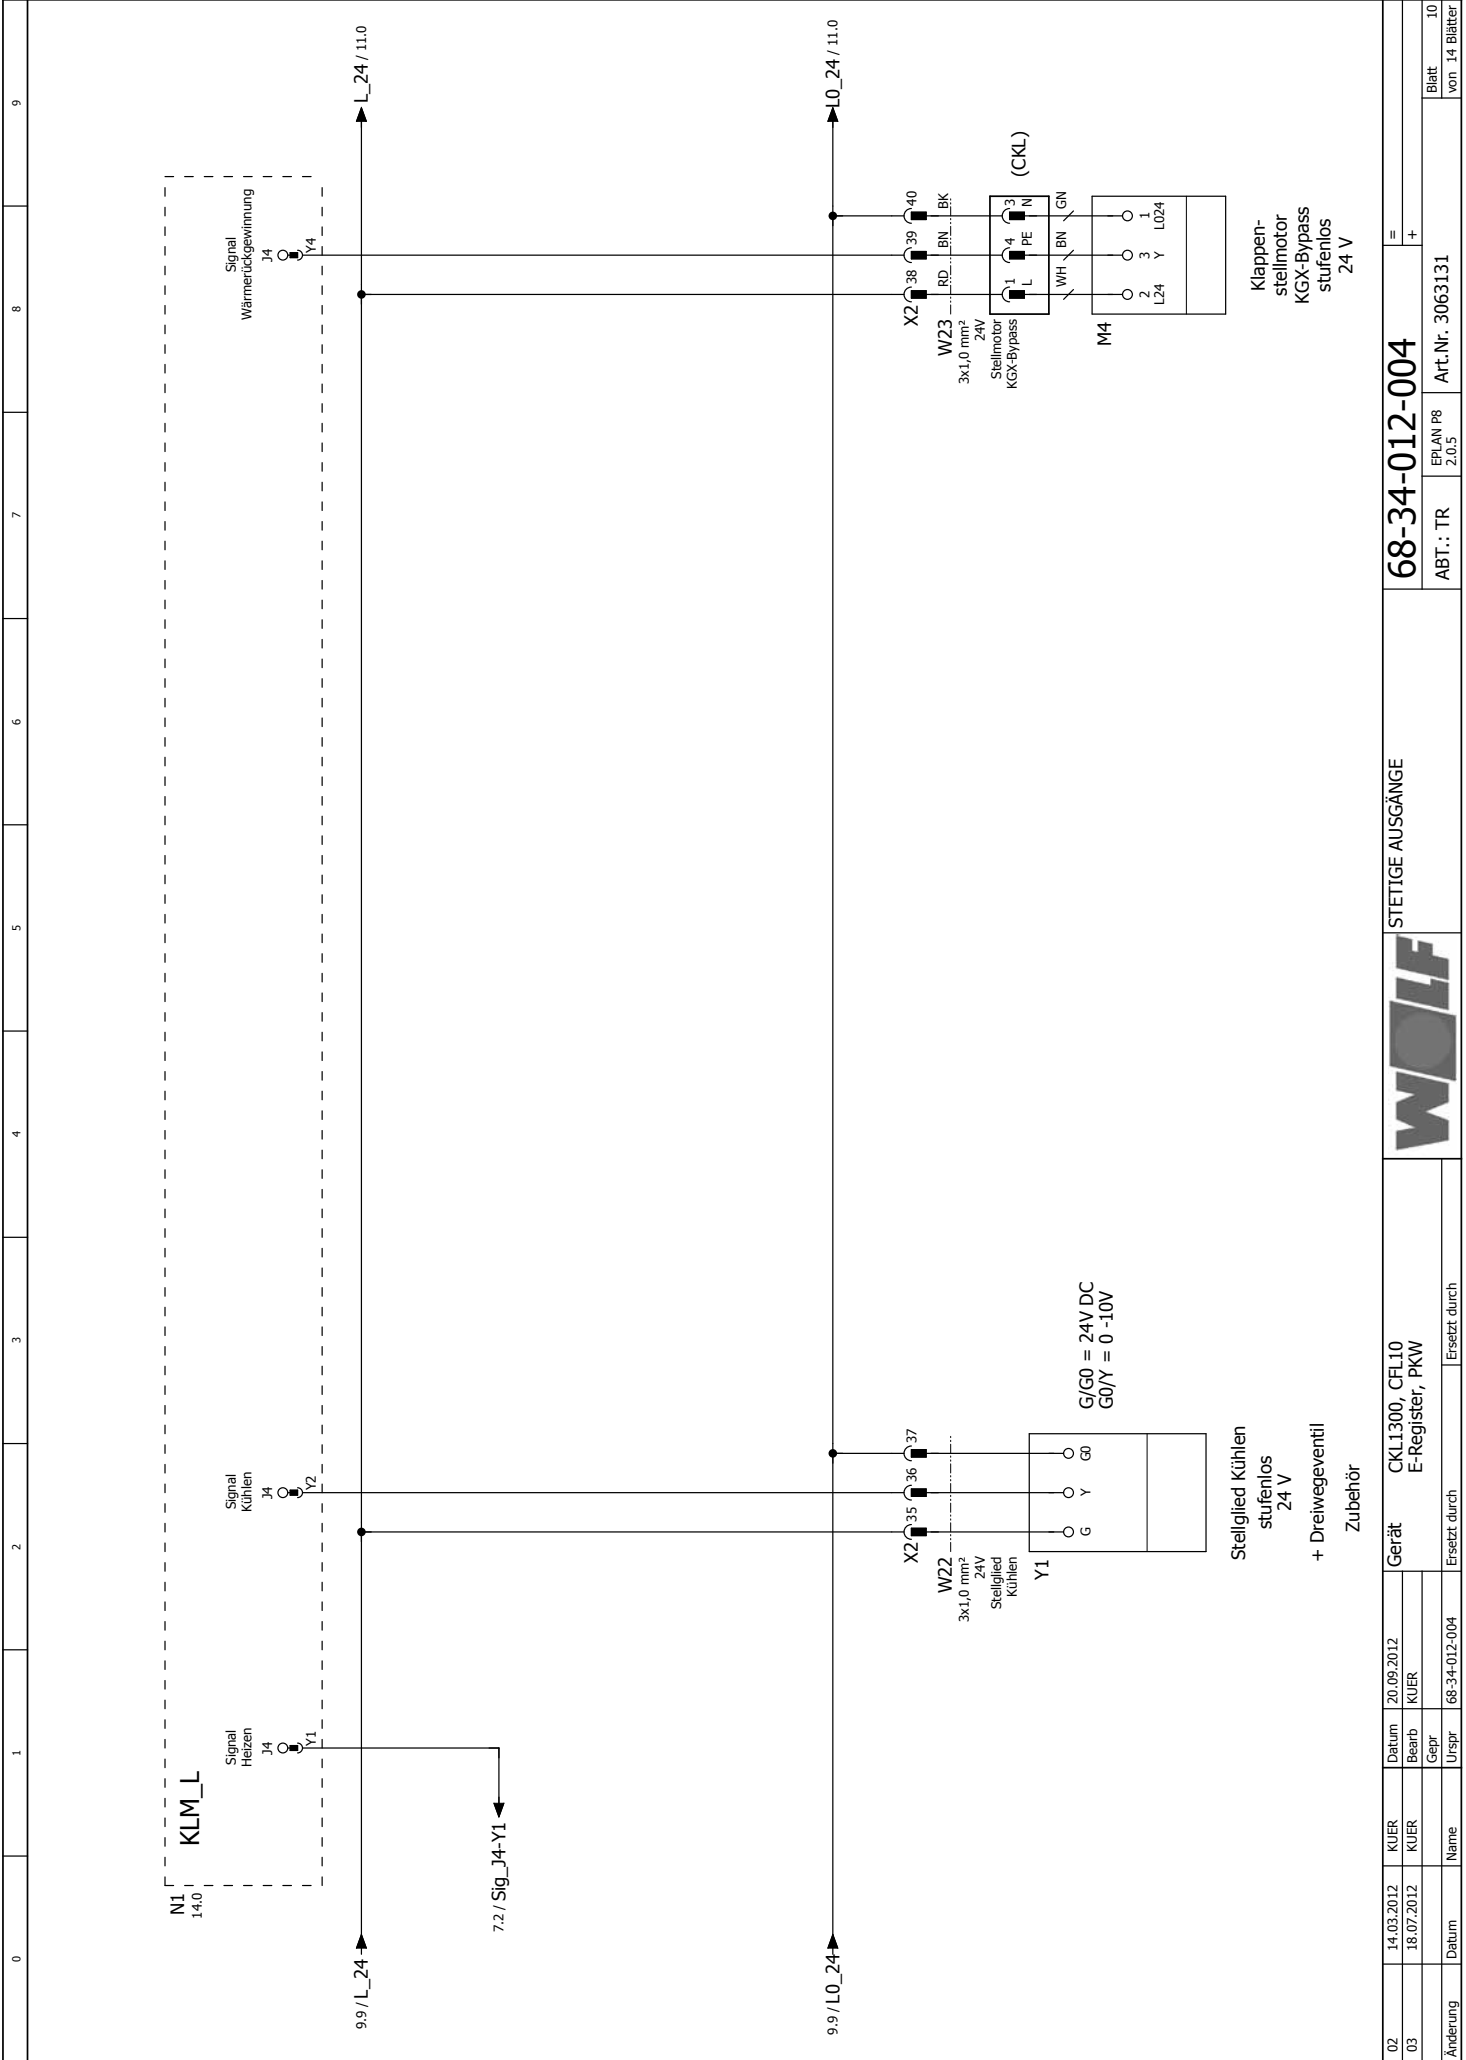 0 1 2 3 4 5 6 7 8 9
N1
14.0
KLM_L
Signal
Heizen
J4
Y1
Signal
Kühlen
J4
Y2
Signal
Wärmerückgewinnung
J4
Y4
9.9 / L_24
L_24 / 11.0
7.2 / Sig_J4-Y1
9.9 / L0_24
L0_24 / 11.0
X2 35 36 37
W22
3x1,0 mm²
24V
Stellglied
Kühlen
Y1
G Y G0
G/G0 = 24V DC
G0/Y = 0 -10V
Stellglied Kühlen
stufenlos
24 V
+ Dreiwegeventil
Zubehör
X2 38 39 40
W23 RD BN BK
3x1,0 mm²
24V
Stellmotor
KGX-Bypass
1 4 3
L PE N
(CKL)
WH BN GN
M4
2 3 1
L24 Y L024
Klappen-
stellmotor
KGX-Bypass
stufenlos
24 V
02 14.03.2012 KUER
03 18.07.2012 KUER
Änderung Datum Name
Datum 20.09.2012
Bearb KUER
Gepr
Urspr 68-34-012-004
Gerät CKL1300, CFL10
E-Register, PKW
Ersetzt durch Ersetzt durch
WOLF
STETIGE AUSGÄNGE
68-34-012-004
ABT.: TR
EPLAN P8
2.0.5
Art.Nr. 3063131
=
+
Blatt 10
von 14 Blätter